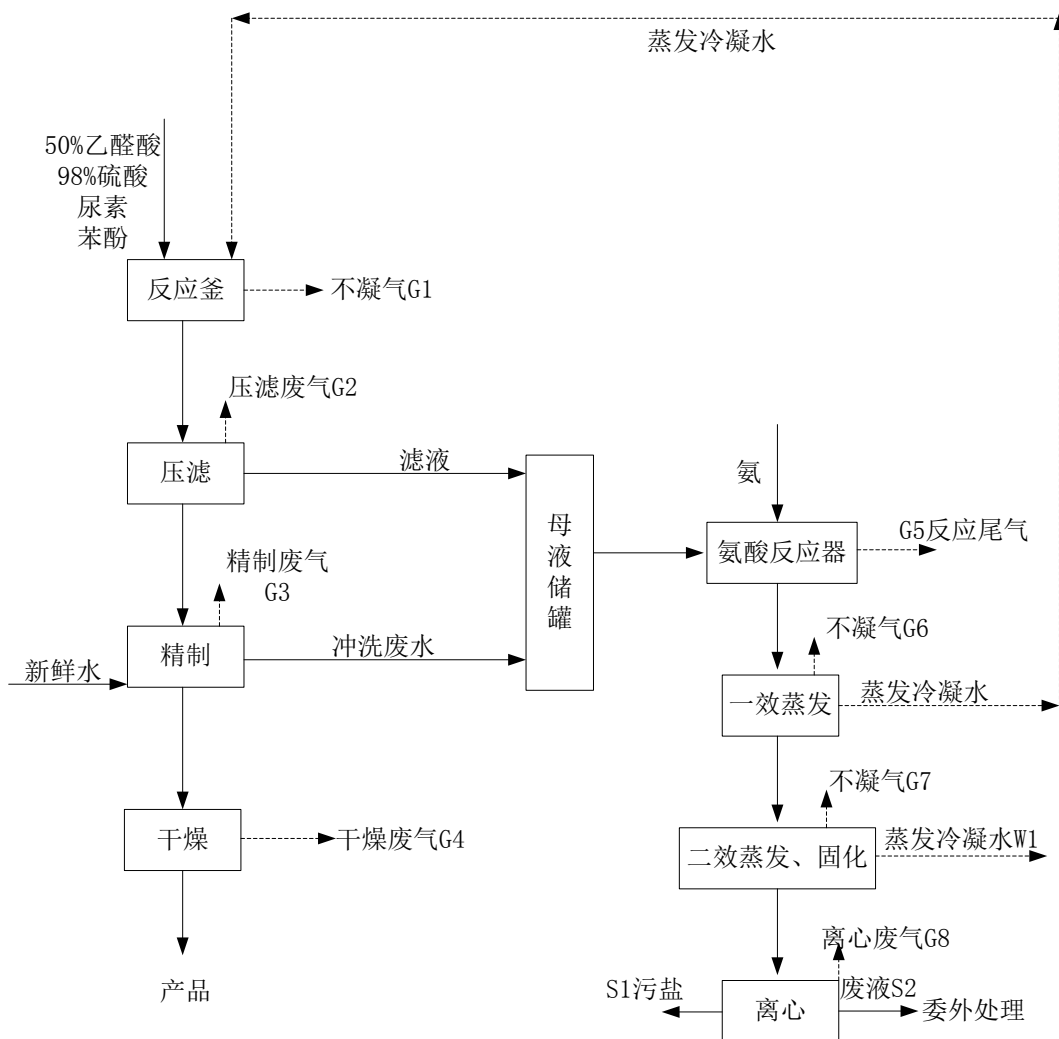 蒸发冷凝水
50%乙醛酸
98%硫酸
尿素
苯酚
反应釜
不凝气G1
压滤废气G2
压滤
滤液
母
液
储
罐
氨
氨酸反应器
G5反应尾气
精制废气
G3
精制
新鲜水
冲洗废水
不凝气G6
一效蒸发
蒸发冷凝水
不凝气G7
干燥
干燥废气G4
二效蒸发、固化
蒸发冷凝水W1
产品
离心废气G8
S1污盐
离心
废液S2
委外处理